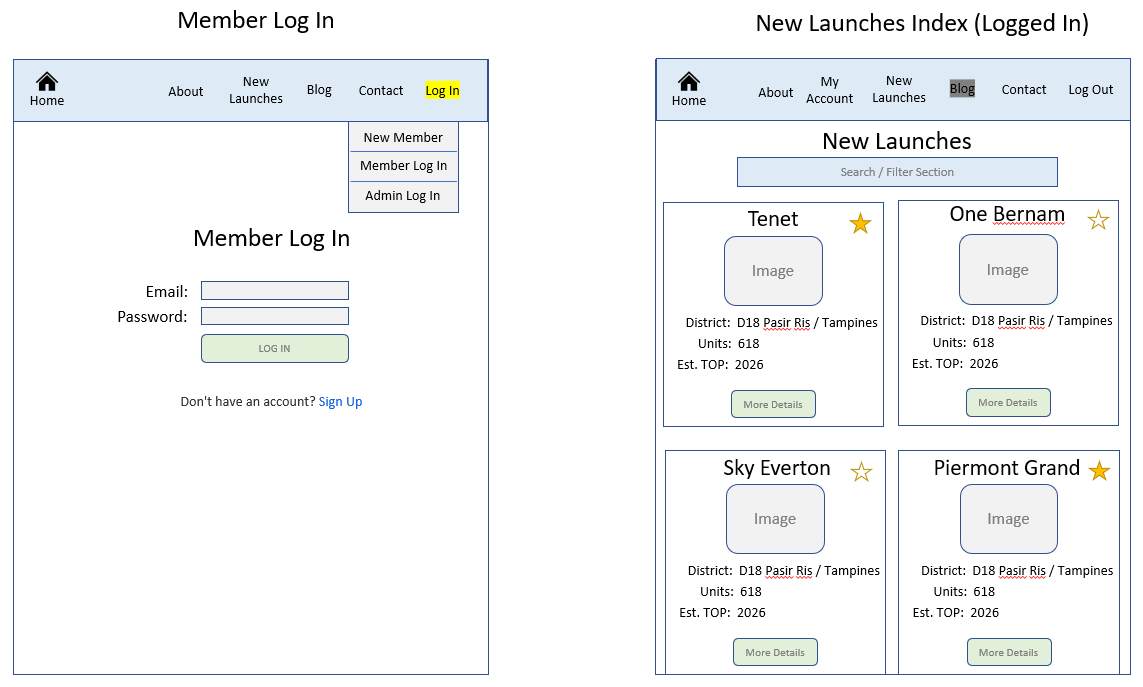 Member Log In
Home
About
New
Launches
Blog
Contact
Log In
New Member
Member Log In
Admin Log In
Member Log In
Email:
Password:
LOG IN
Don't have an account? Sign Up
New Launches Index (Logged In)
Home
About
My
Account
New
Launches
Blog
Contact
Log Out
New Launches
Search / Filter Section
Tenet
Image
District: D18 Pasir Ris / Tampines
Units: 618
Est. TOP: 2026
More Details
One Bernam
Image
District: D18 Pasir Ris / Tampines
Units: 618
Est. TOP: 2026
More Details
Sky Everton
Image
District: D18 Pasir Ris / Tampines
Units: 618
Est. TOP: 2026
More Details
Piermont Grand
Image
District: D18 Pasir Ris / Tampines
Units: 618
Est. TOP: 2026
More Details